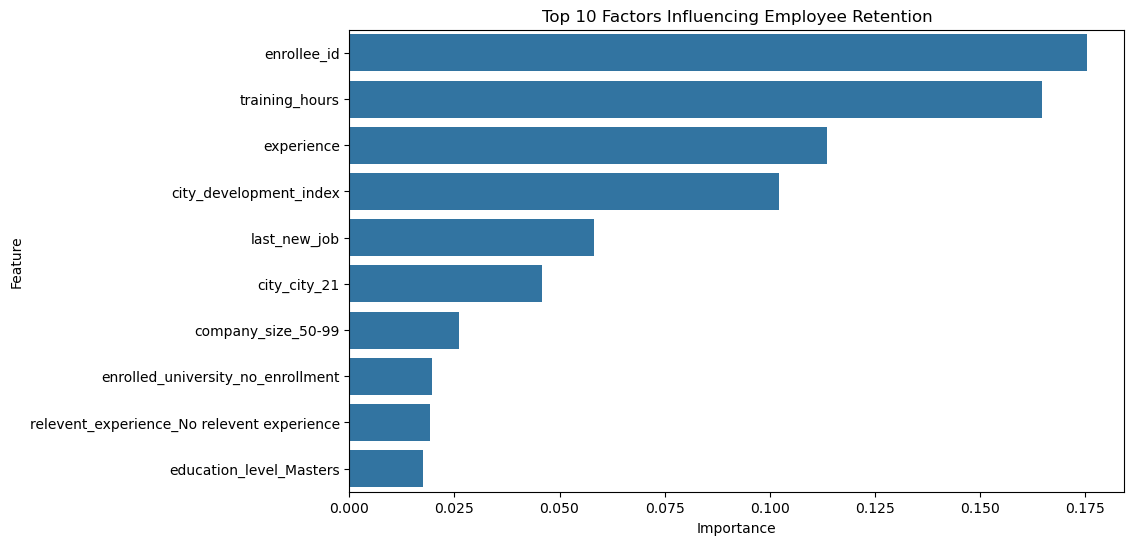 Top 10 Factors Influencing Employee Retention
Feature
enrollee_id
training_hours
experience
city_development_index
last_new_job
city_city_21
company_size_50-99
enrolled_university_no_enrollment
relevent_experience_No relevent experience
education_level_Masters
0.000 0.025 0.050 0.075 0.100 0.125 0.150 0.175
Importance